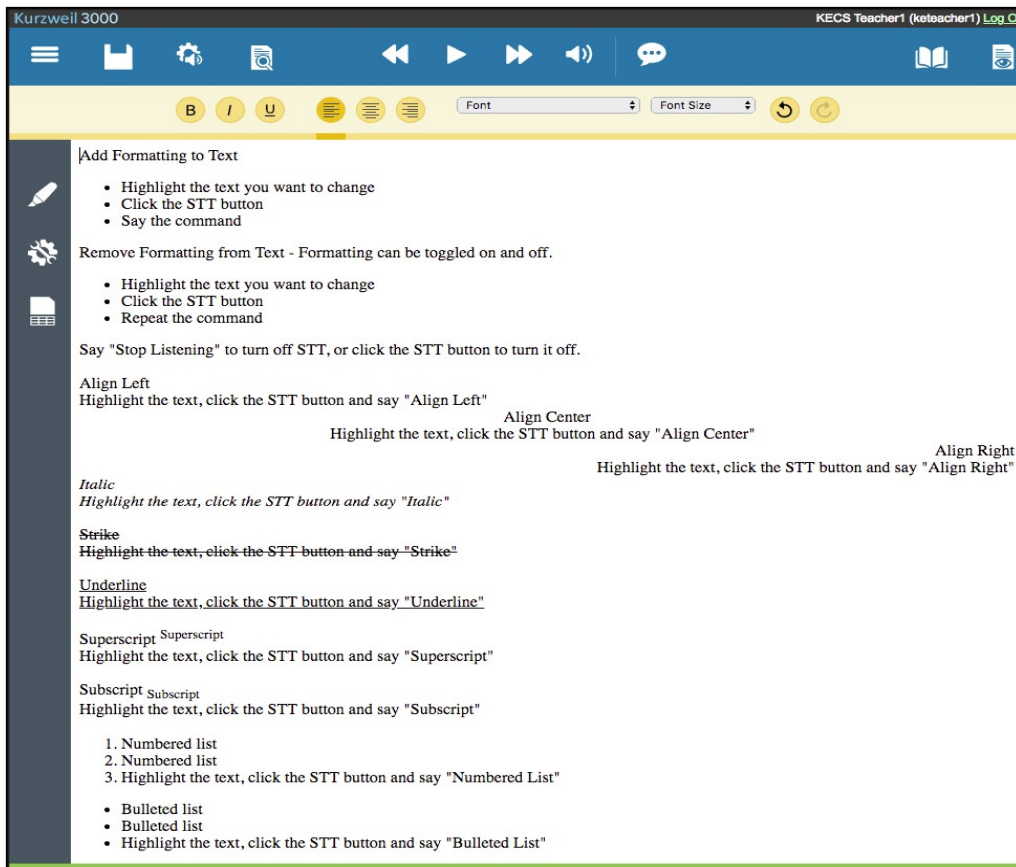 Kurzweil 3000
KECS Teacher1 (keteacher1) Log O
B I U Font Font Size
Add Formatting to Text
• Highlight the text you want to change
• Click the STT button
• Say the command
Remove Formatting from Text - Formatting can be toggled on and off.
• Highlight the text you want to change
• Click the STT button
• Repeat the command
Say "Stop Listening" to turn off STT, or click the STT button to turn it off.
Align Left
Highlight the text, click the STT button and say "Align Left"
Align Center
Highlight the text, click the STT button and say "Align Center"
Align Right
Highlight the text, click the STT button and say "Align Right"
Italic
Highlight the text, click the STT button and say "Italic"
Strike
Highlight the text, click the STT button and say "Strike"
Underline
Highlight the text, click the STT button and say "Underline"
Superscript Superscript
Highlight the text, click the STT button and say "Superscript"
Subscript Subscript
Highlight the text, click the STT button and say "Subscript"
1. Numbered list
2. Numbered list
3. Highlight the text, click the STT button and say "Numbered List"
• Bulleted list
• Bulleted list
• Highlight the text, click the STT button and say "Bulleted List"